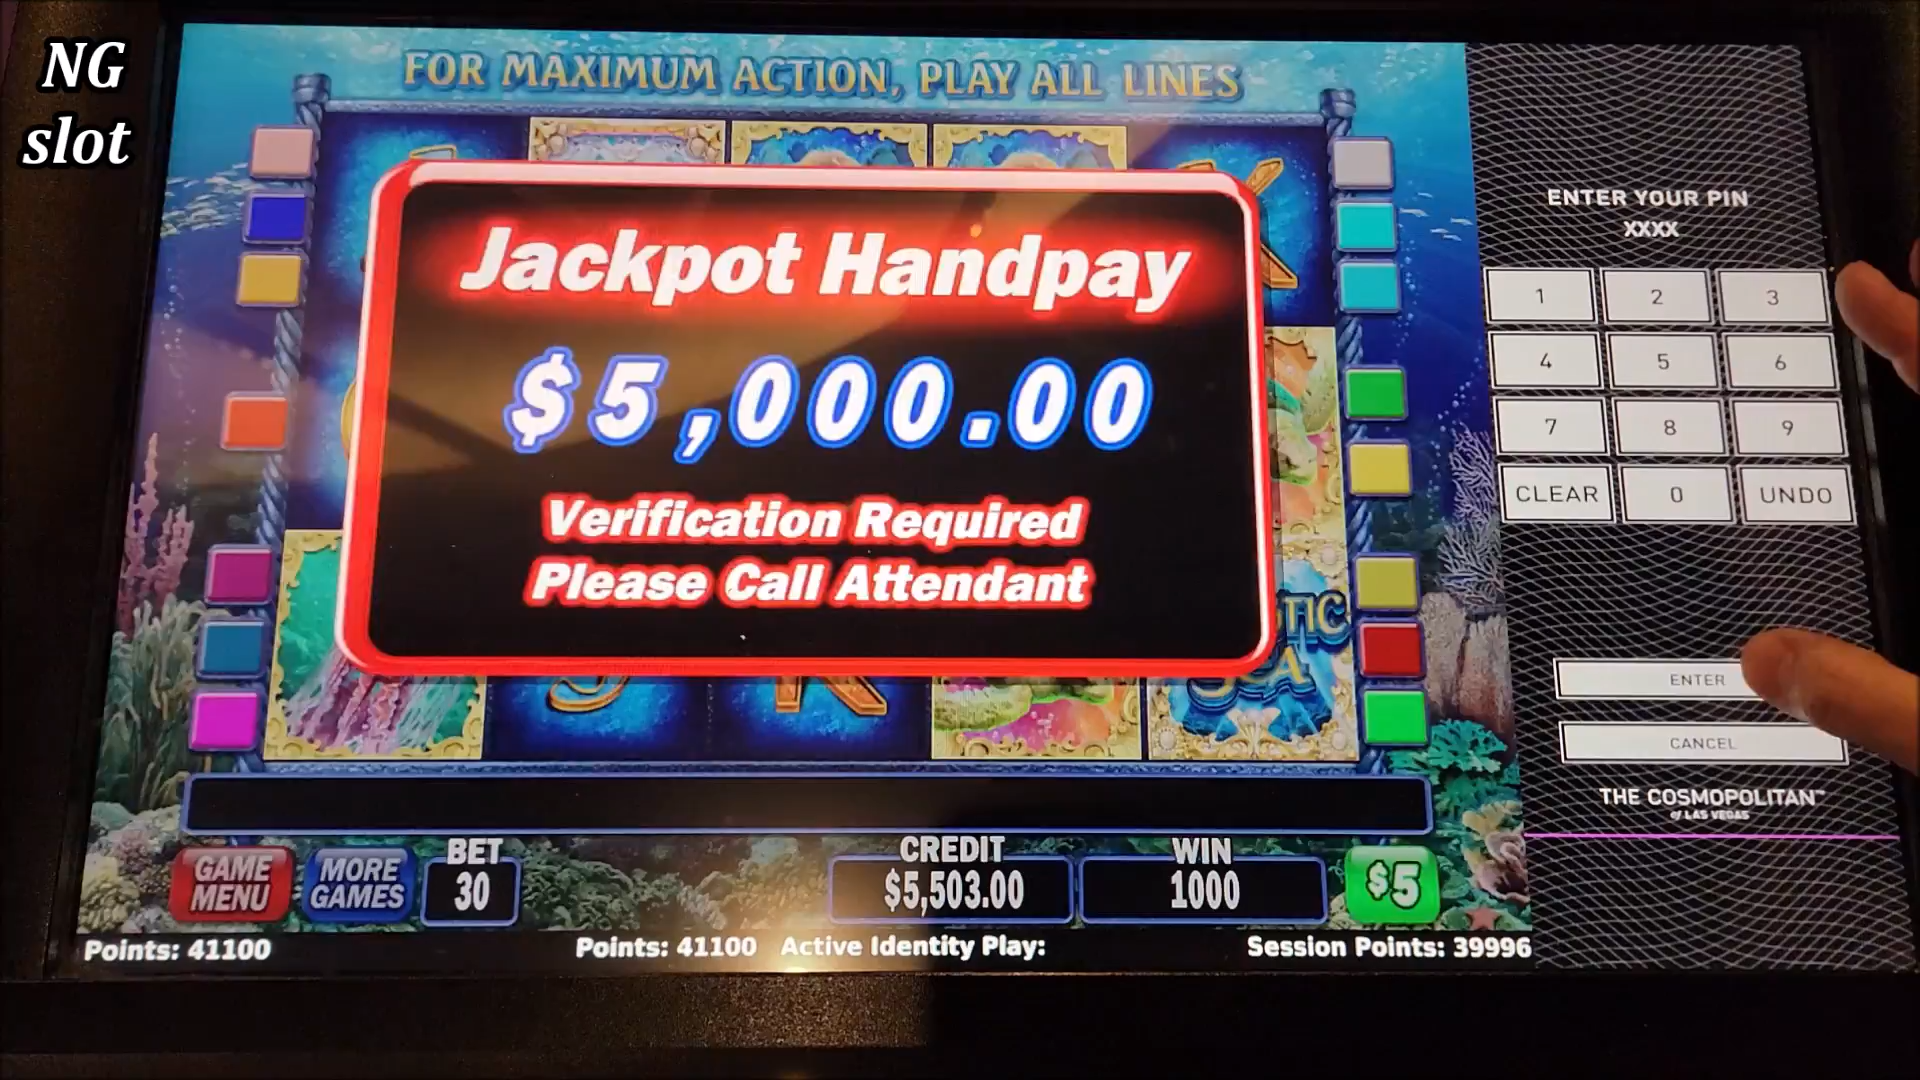 NG
slot
FOR MAXIMUM ACTION, PLAY ALL LINES
Jackpot Handpay
$5,000.00
Verification Required
Please Call Attendant
TIC
SEA
ENTER YOUR PIN
XXXX
1 2 3
4 5 6
7 8 9
CLEAR 0 UNDO
ENTER
CANCEL
THE COSMOPOLITAN™
of LAS VEGAS
GAME MENU
MORE GAMES
BET
30
CREDIT
$5,503.00
WIN
1000
$5
Points: 41100
Points: 41100 Active Identity Play:
Session Points: 39996